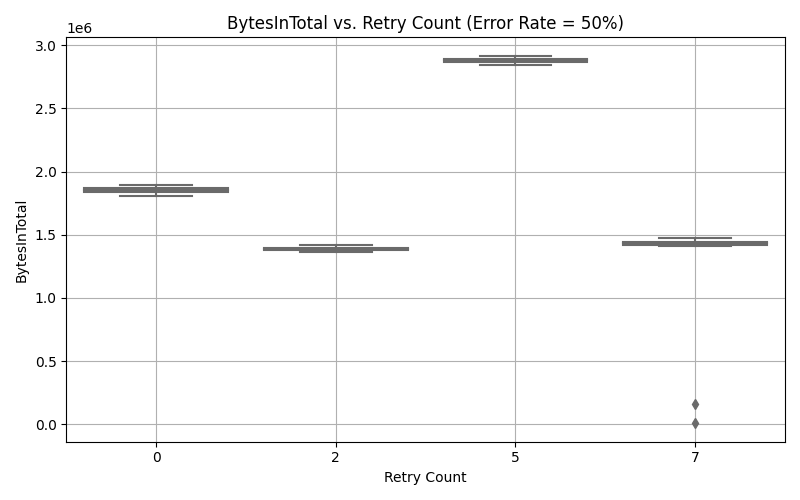 BytesInTotal vs. Retry Count (Error Rate = 50%)
1e6
3.0
2.5
2.0
1.5
1.0
0.5
0.0
BytesInTotal
0 2 5 7
Retry Count